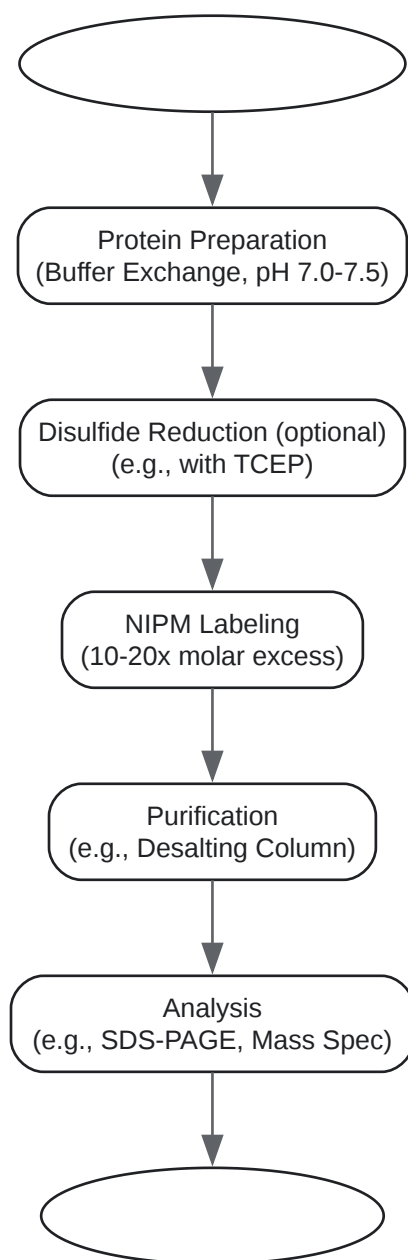 Protein Preparation
(Buffer Exchange, pH 7.0-7.5)
Disulfide Reduction (optional)
(e.g., with TCEP)
NIPM Labeling
(10-20x molar excess)
Purification
(e.g., Desalting Column)
Analysis
(e.g., SDS-PAGE, Mass Spec)